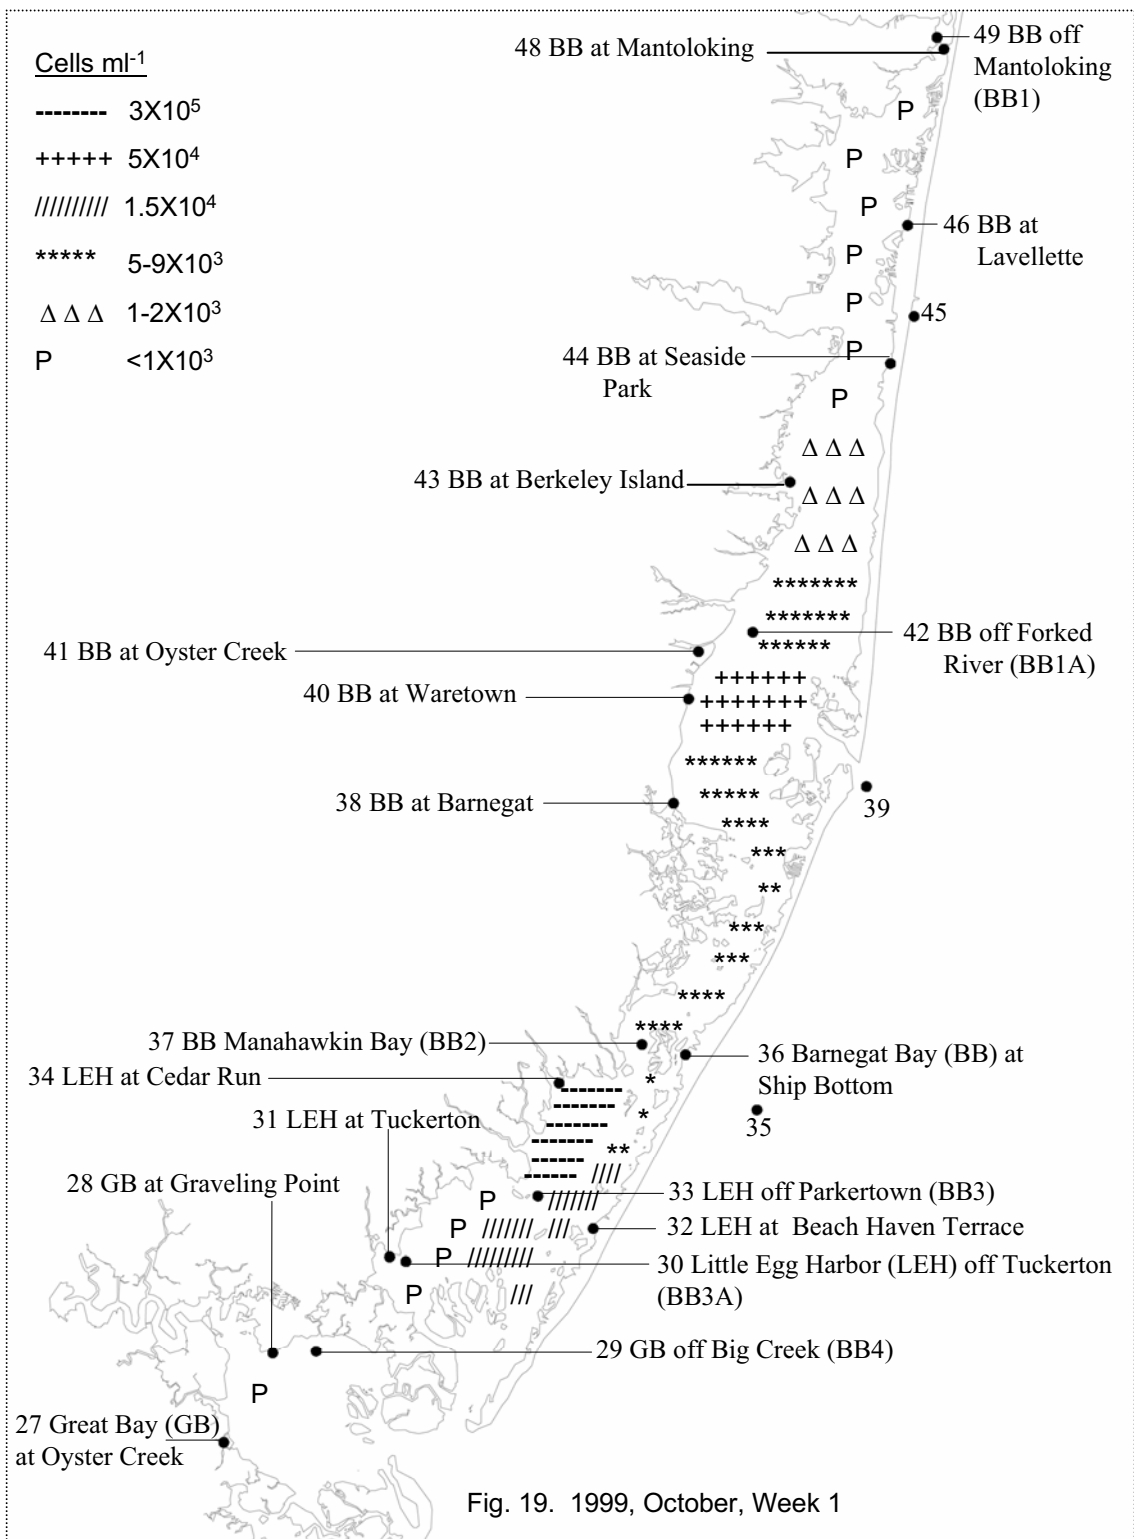 Cells ml-1
-------- 3X10⁵
+++++ 5X10⁴
////////// 1.5X10⁴
***** 5-9X10³
Δ Δ Δ 1-2X10³
P <1X10³
48 BB at Mantoloking
49 BB off
Mantoloking
(BB1)
P
P
P
46 BB at
Lavellette
P
P
45
P
44 BB at Seaside
Park
P
Δ Δ Δ
43 BB at Berkeley Island
Δ Δ Δ
Δ Δ Δ
*******
*******
42 BB off Forked
River (BB1A)
******
41 BB at Oyster Creek
++++++
40 BB at Waretown
+++++++
++++++
******
*****
38 BB at Barnegat
39
****
***
**
***
***
****
****
37 BB Manahawkin Bay (BB2)
36 Barnegat Bay (BB) at
Ship Bottom
34 LEH at Cedar Run
*
-------
-------
*
35
31 LEH at Tuckerton
-------
-------
**
------
------
////
28 GB at Graveling Point
P
///////
33 LEH off Parkertown (BB3)
P
///////
///
32 LEH at Beach Haven Terrace
P
/////////
30 Little Egg Harbor (LEH) off Tuckerton
(BB3A)
P
///
29 GB off Big Creek (BB4)
P
27 Great Bay (GB)
at Oyster Creek
Fig. 19. 1999, October, Week 1